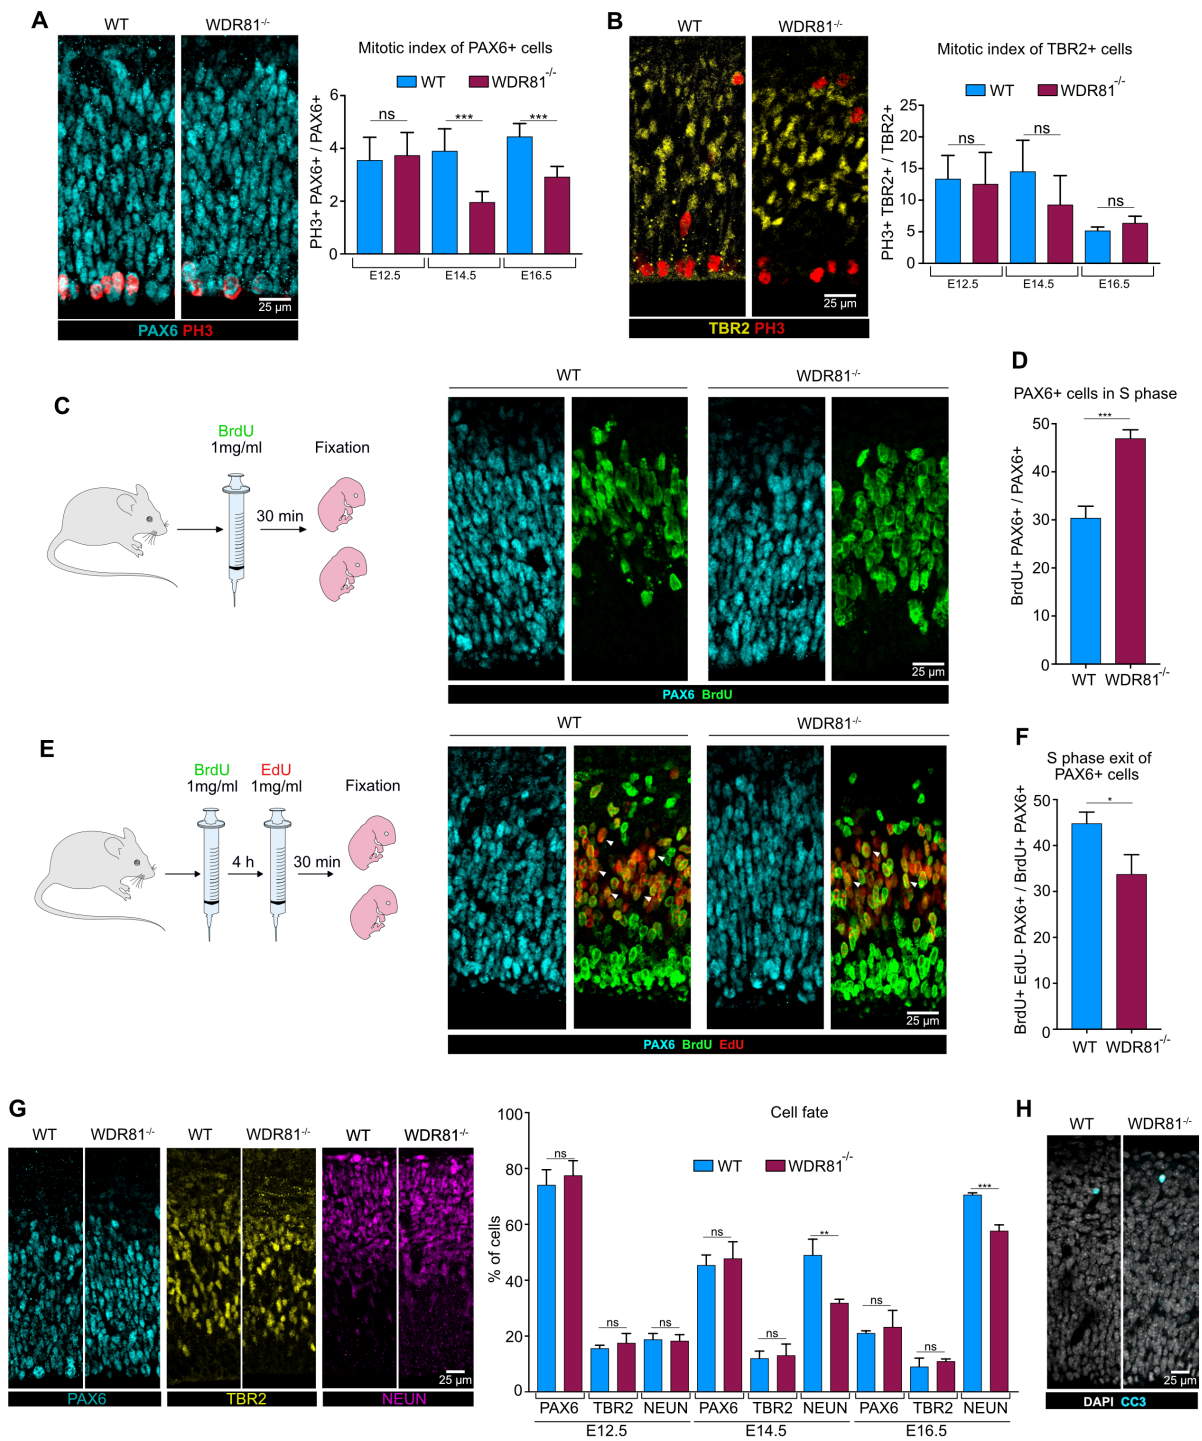 A
WT
WDR81-/-
PAX6 PH3
25 µm
Mitotic index of PAX6+ cells
WT
WDR81-/-
PH3+ PAX6+ / PAX6+
6
4
2
0
ns
***
***
E12.5
E14.5
E16.5
B
WT
WDR81-/-
TBR2 PH3
25 µm
Mitotic index of TBR2+ cells
WT
WDR81-/-
PH3+ TBR2+ / TBR2+
25
20
15
10
5
0
ns
ns
ns
E12.5
E14.5
E16.5
C
BrdU
1mg/ml
30 min
Fixation
WT
WDR81-/-
25 µm
PAX6 BrdU
D
PAX6+ cells in S phase
***
BrdU+ PAX6+ / PAX6+
50
40
30
20
10
0
WT
WDR81-/-
E
BrdU
1mg/ml
EdU
1mg/ml
4 h
30 min
Fixation
WT
WDR81-/-
25 µm
PAX6 BrdU EdU
F
S phase exit of
PAX6+ cells
*
BrdU+ EdU- PAX6+ / BrdU+ PAX6+
50
40
30
20
10
0
WT
WDR81-/-
G
WT
WDR81-/-
WT
WDR81-/-
WT
WDR81-/-
25 µm
PAX6
TBR2
NEUN
Cell fate
WT
WDR81-/-
% of cells
100
80
60
40
20
0
ns
ns
ns
ns
ns
**
ns
ns
***
PAX6
TBR2
NEUN
PAX6
TBR2
NEUN
PAX6
TBR2
NEUN
E12.5
E14.5
E16.5
H
WT
WDR81-/-
25 µm
DAPI CC3